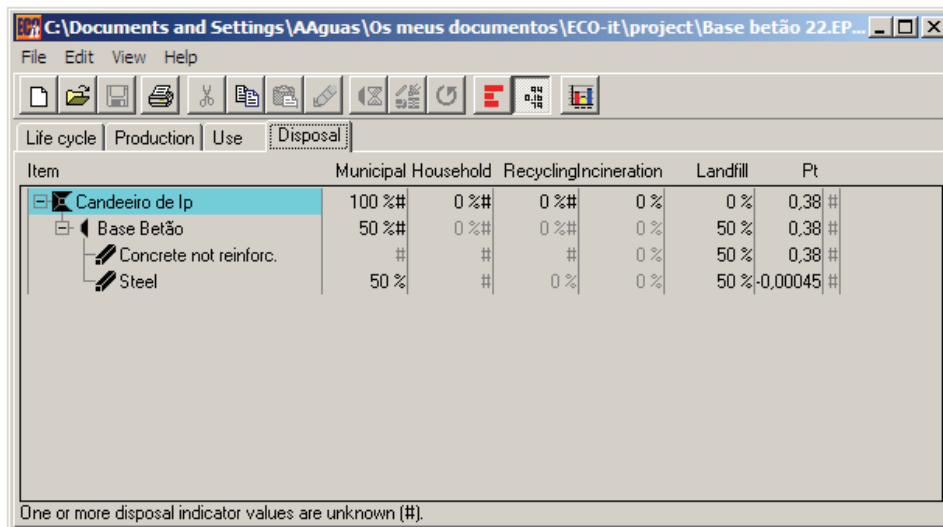 C:\Documents and Settings\AAguas\Os meus documentos\ECO-it\project\Base betão 22.EP...
File Edit View Help
Life cycle Production Use Disposal
Item Municipal Household Recycling Incineration Landfill Pt
Candeeiro de Ip 100 %# 0 %# 0 %# 0 % 0 % 0,38 #
Base Betão 50 %# 0 %# 0 %# 0 % 50 % 0,38 #
Concrete not reinforc. # # # 0 % 50 % 0,38 #
Steel 50 % # 0 % 0 % 50 % -0,00045 #
One or more disposal indicator values are unknown (#).